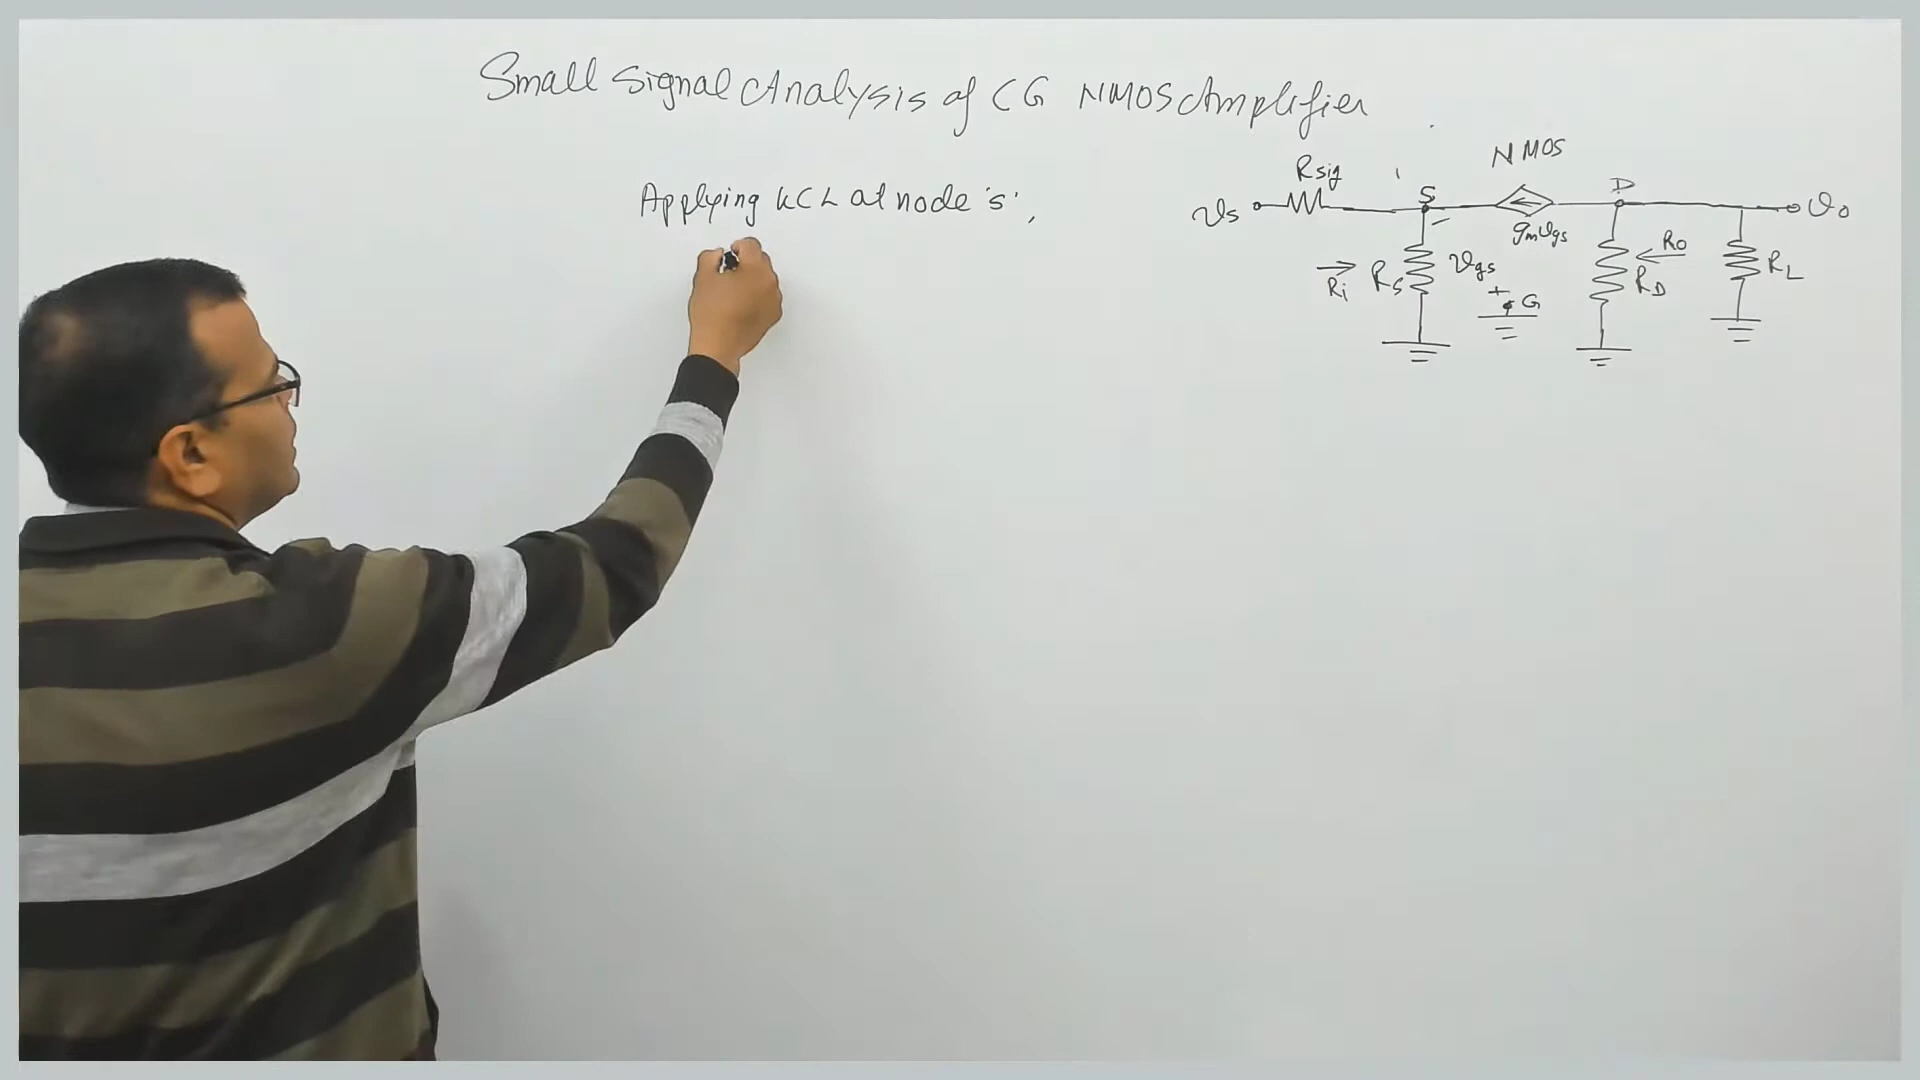 Small Signal Analysis of CG NMOS Amplifier
Applying KCL at node 's',
NMOS
Rsig
S
D
vs
vo
gmvgs
Ri
Rs
vgs
+
G
Ro
RD
RL